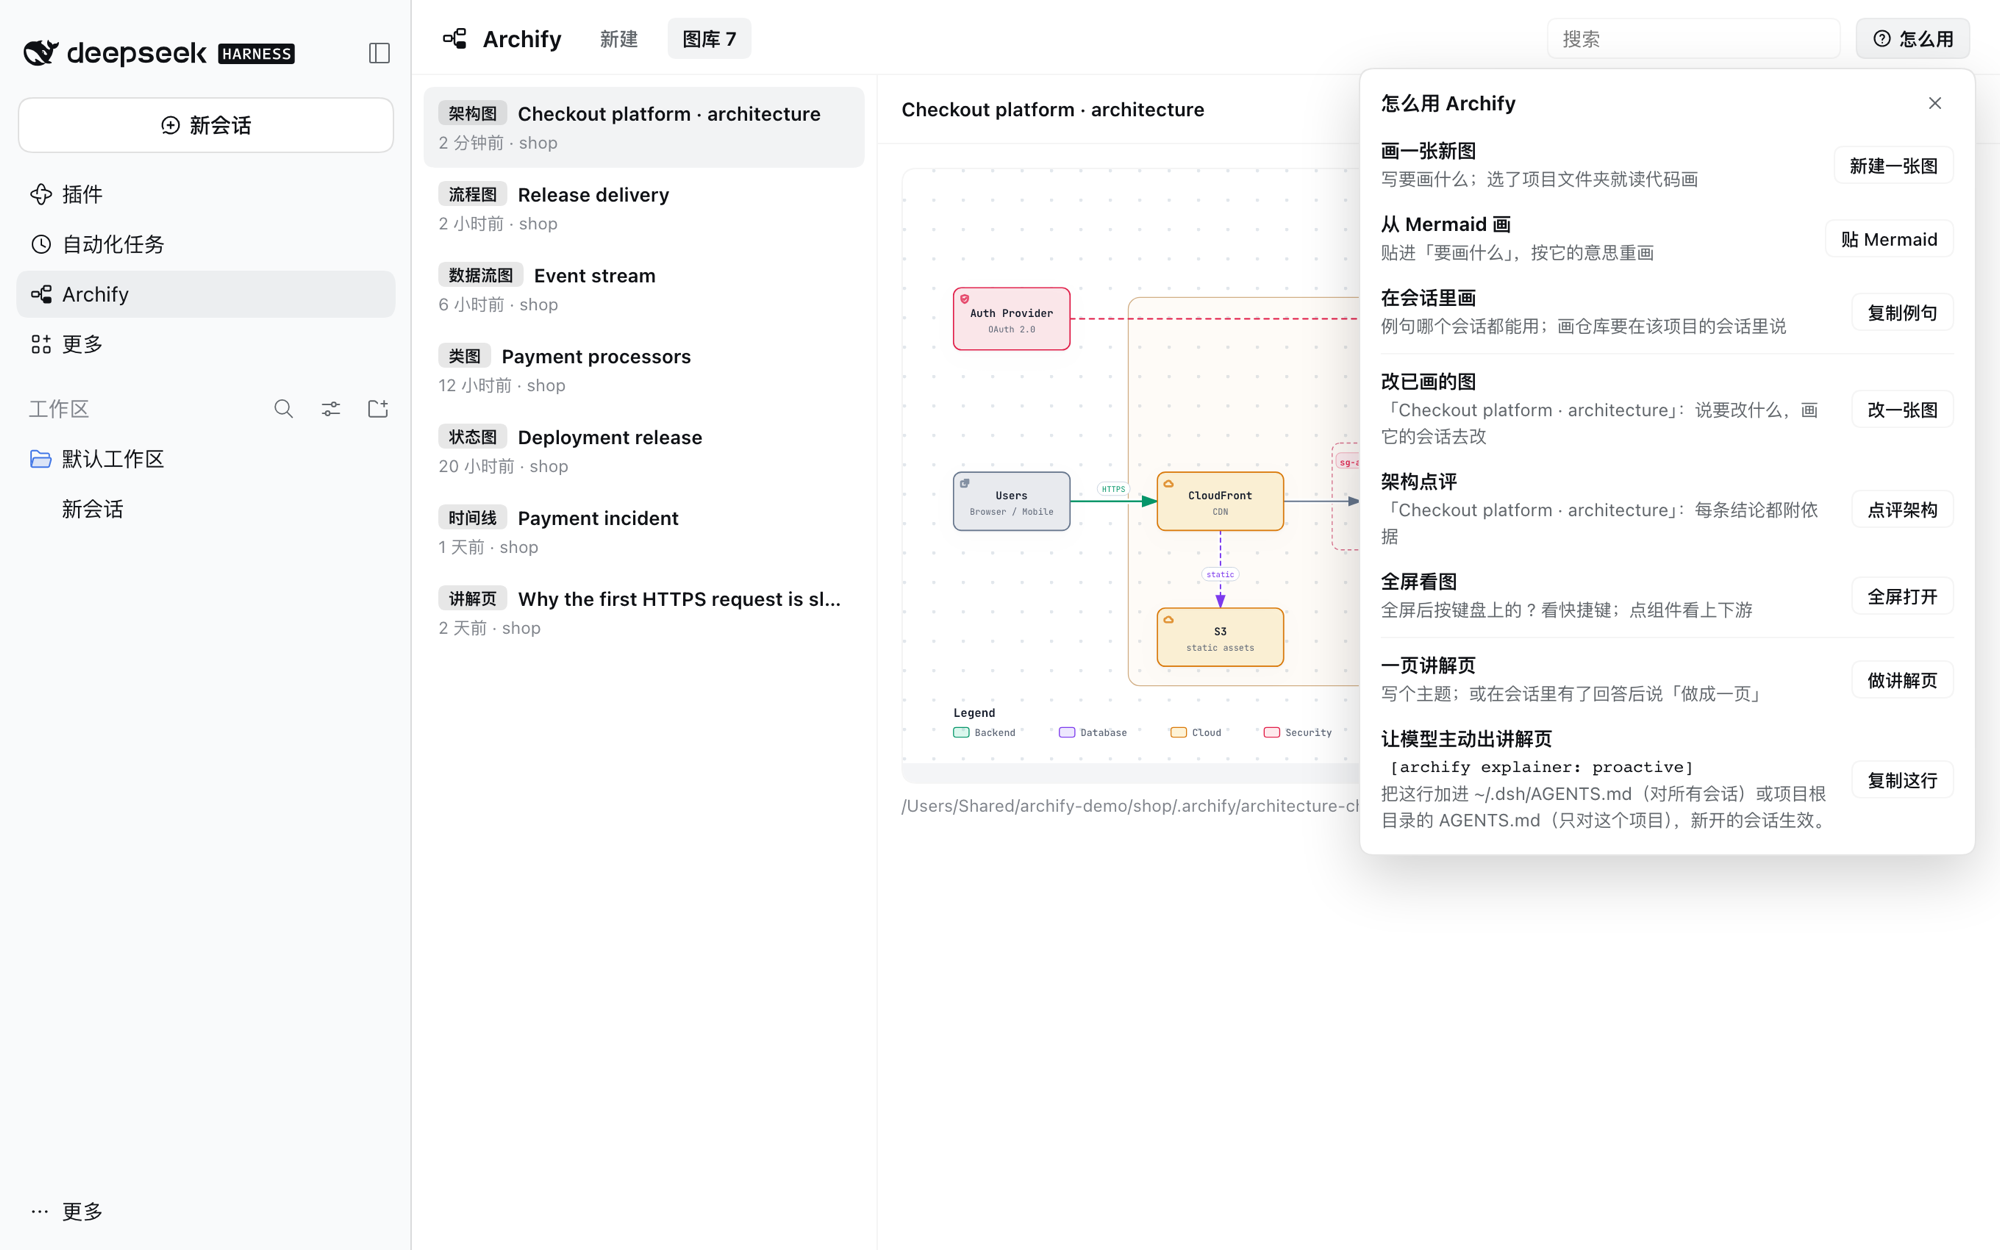 deepseek HARNESS
新会话
插件
自动化任务
Archify
更多
工作区
默认工作区
新会话
更多
Archify
新建
图库 7
搜索
怎么用
架构图 Checkout platform · architecture
2 分钟前 · shop
流程图 Release delivery
2 小时前 · shop
数据流图 Event stream
6 小时前 · shop
类图 Payment processors
12 小时前 · shop
状态图 Deployment release
20 小时前 · shop
时间线 Payment incident
1 天前 · shop
讲解页 Why the first HTTPS request is sl...
2 天前 · shop
Checkout platform · architecture
Auth Provider
OAuth 2.0
Users
Browser / Mobile
HTTPS
CloudFront
CDN
static
S3
static assets
sg-a
Legend
Backend
Database
Cloud
Security
/Users/Shared/archify-demo/shop/.archify/architecture-ch
怎么用 Archify
画一张新图
写要画什么；选了项目文件夹就读代码画
新建一张图
从 Mermaid 画
贴进「要画什么」，按它的意思重画
贴 Mermaid
在会话里画
例句哪个会话都能用；画仓库要在该项目的会话里说
复制例句
改已画的图
「Checkout platform · architecture」：说要改什么，画
它的会话去改
改一张图
架构点评
「Checkout platform · architecture」：每条结论都附依
据
点评架构
全屏看图
全屏后按键盘上的 ? 看快捷键；点组件看上下游
全屏打开
一页讲解页
写个主题；或在会话里有了回答后说「做成一页」
做讲解页
让模型主动出讲解页
[archify explainer: proactive]
把这行加进 ~/.dsh/AGENTS.md（对所有会话）或项目根
目录的 AGENTS.md（只对这个项目），新开的会话生效。
复制这行